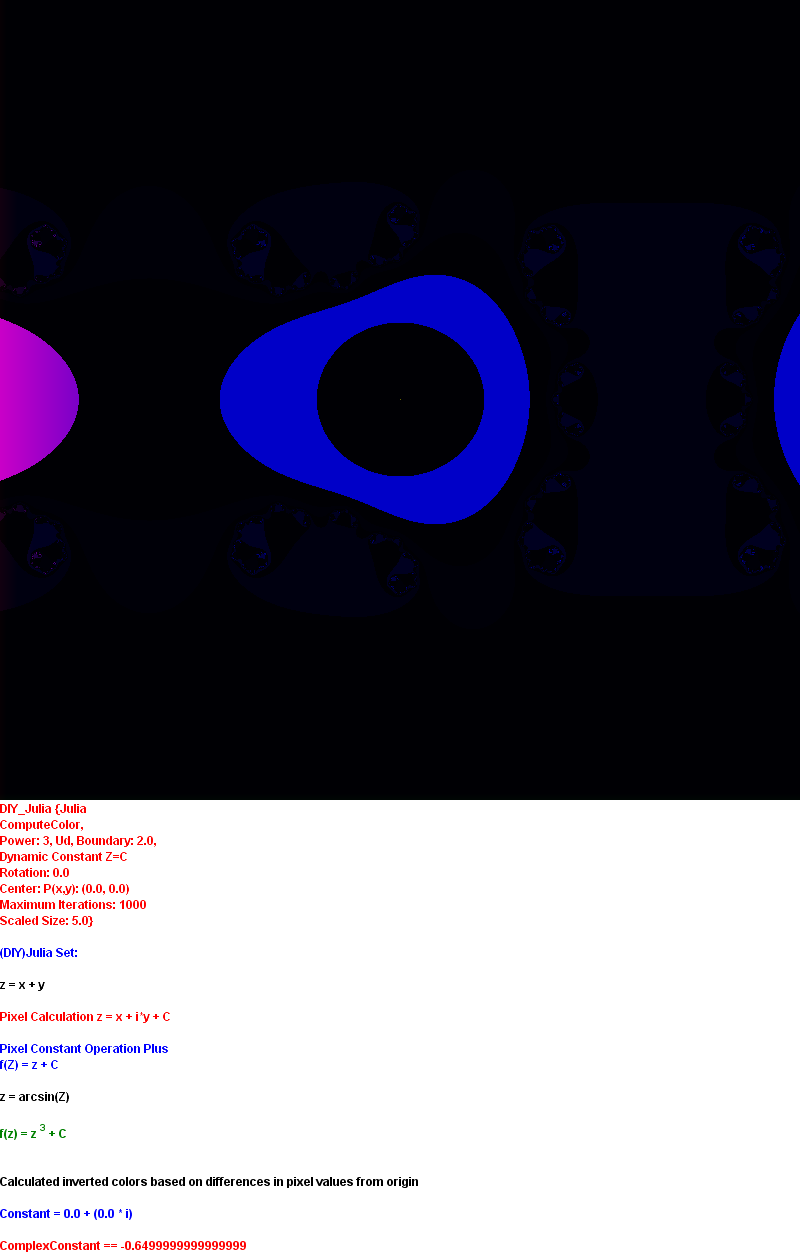 DIY_Julia {Julia
ComputeColor,
Power: 3, Ud, Boundary: 2.0,
Dynamic Constant Z=C
Rotation: 0.0
Center: P(x,y): (0.0, 0.0)
Maximum Iterations: 1000
Scaled Size: 5.0}
(DIY)Julia Set:
z = x + y
Pixel Calculation z = x + i*y + C
Pixel Constant Operation Plus
f(Z) = z + C
z = arcsin(Z)
f(z) = z ³ + C
Calculated inverted colors based on differences in pixel values from origin
Constant = 0.0 + (0.0 * i)
ComplexConstant == -0.6499999999999999